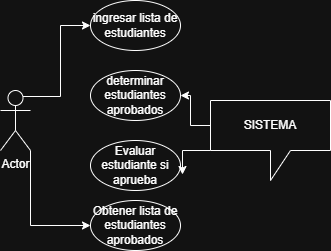 ingresar lista de
estudiantes
determinar
estudiantes
aprobados
SISTEMA
Actor
Evaluar
estudiante si
aprueba
Obtener lista de
estudiantes
aprobados